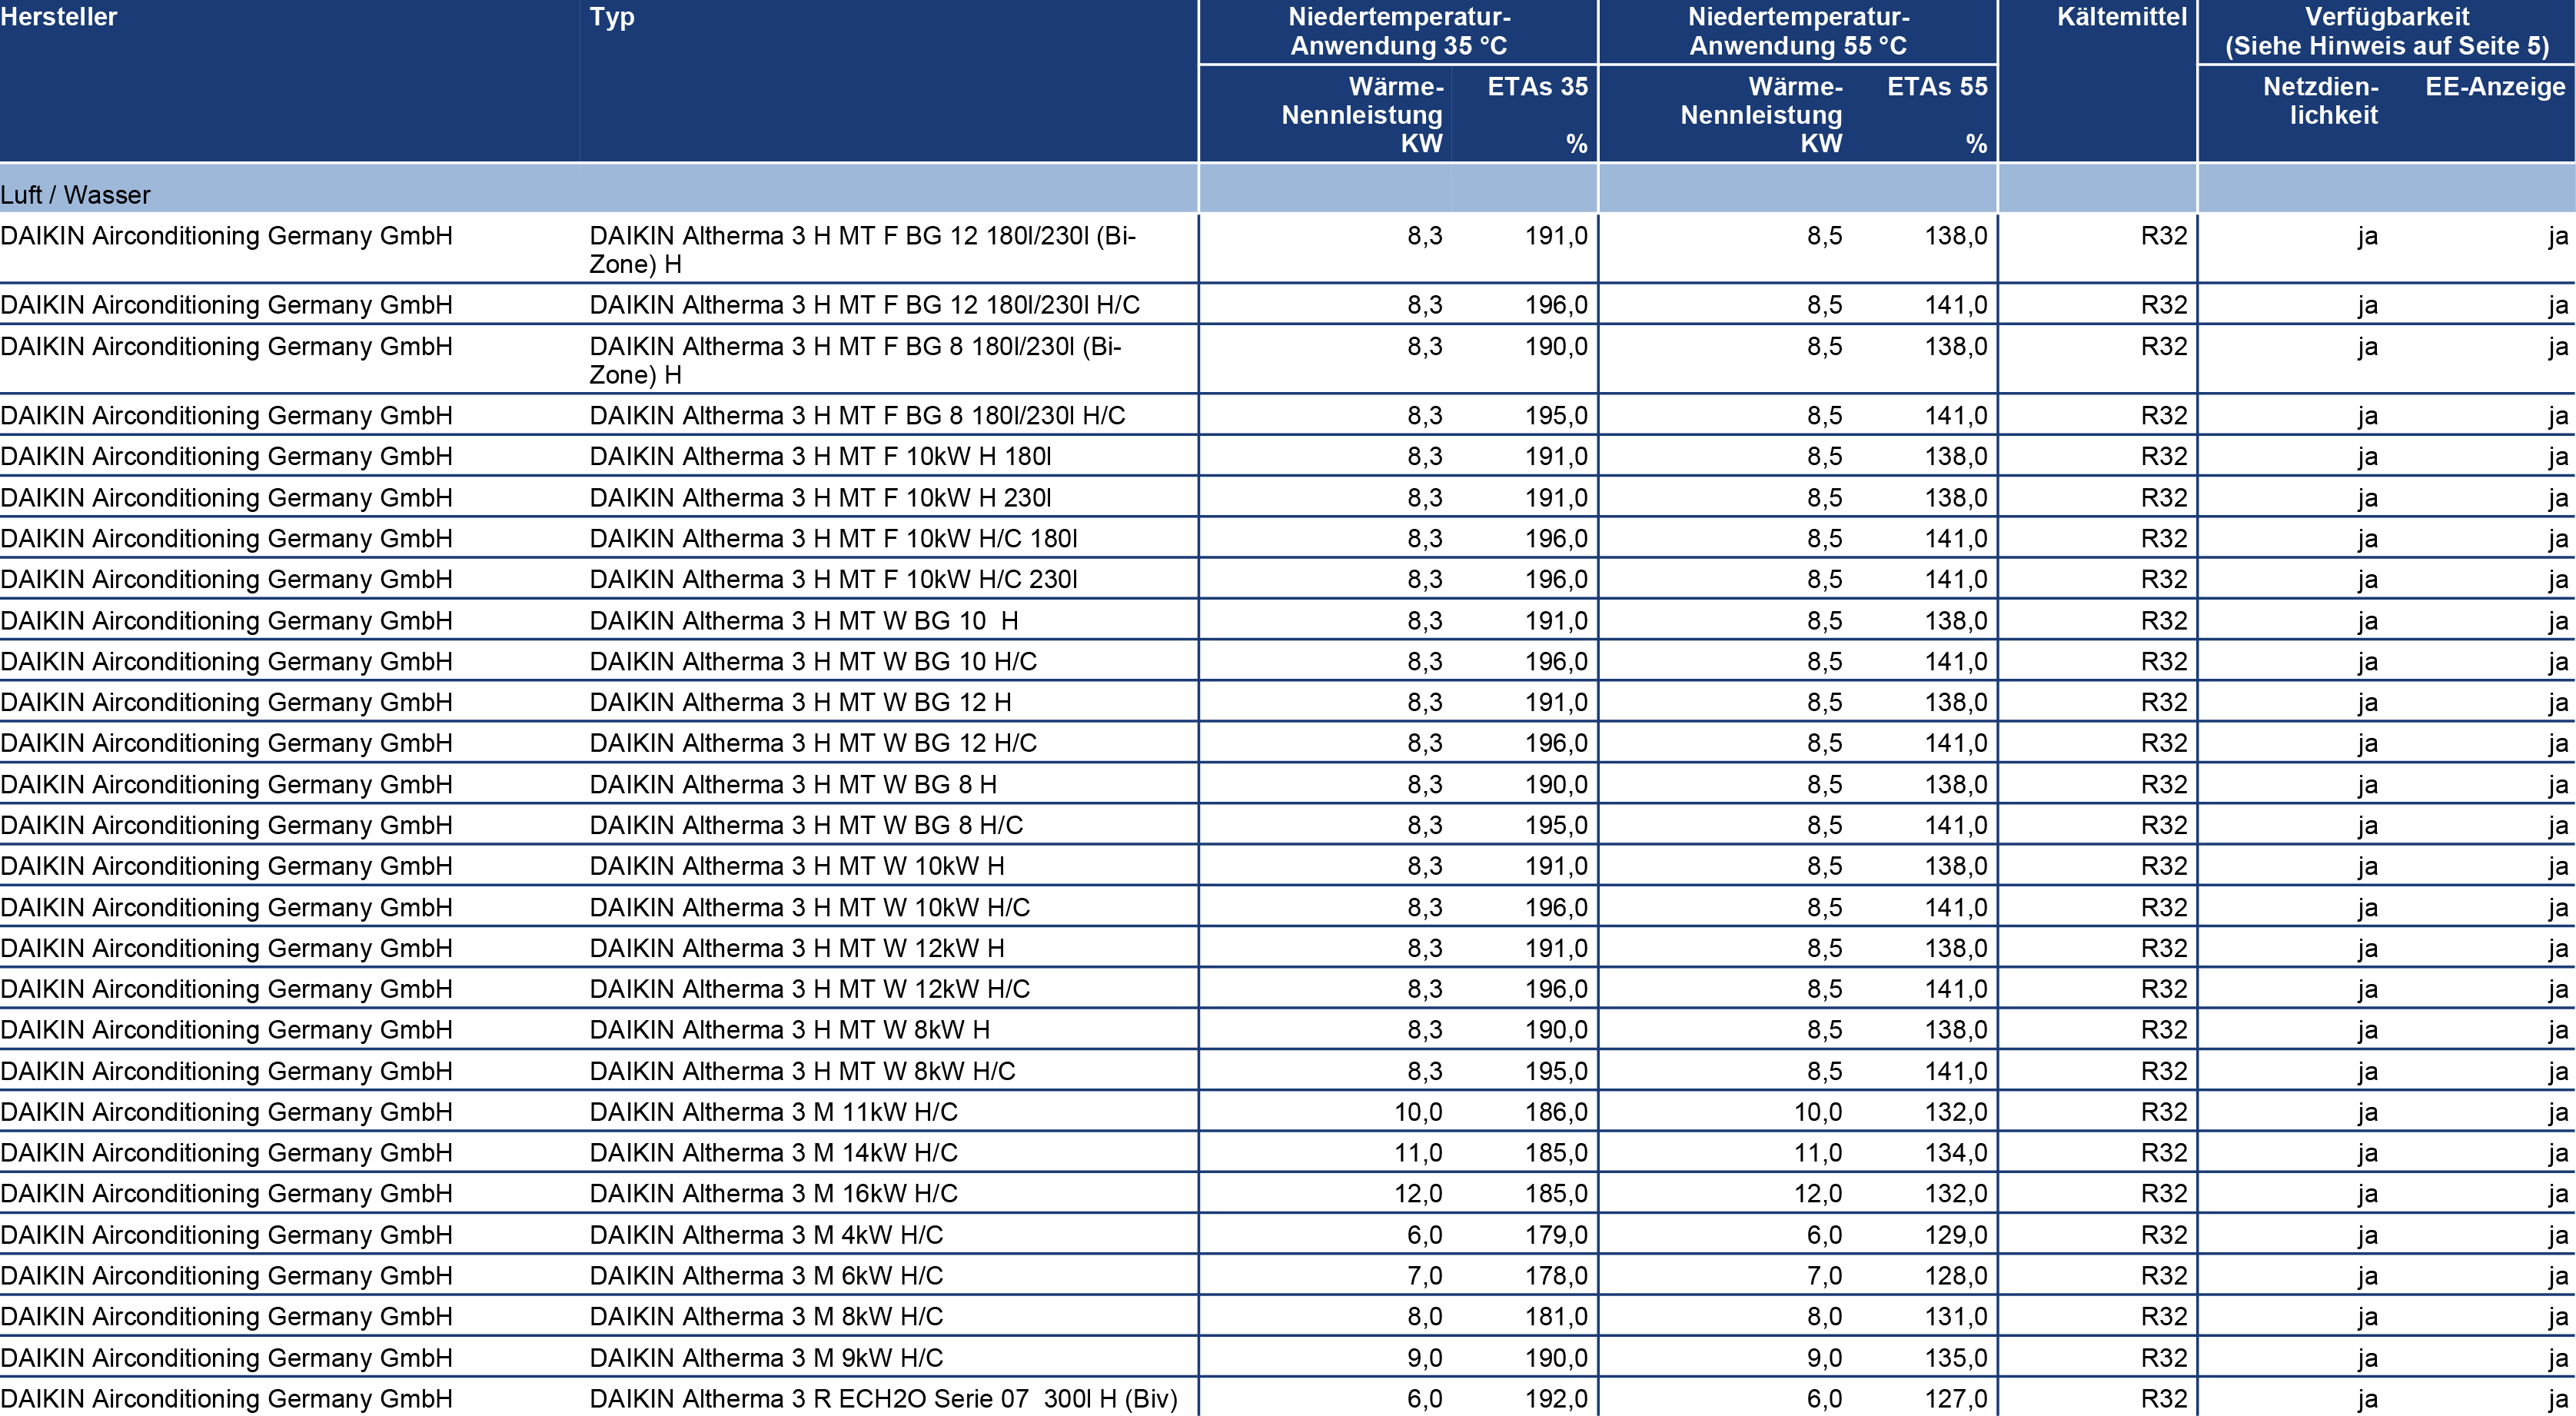 Hersteller Typ Niedertemperatur- Niedertemperatur- Kältemittel Verfügbarkeit
Anwendung 35 °C Anwendung 55 °C (Siehe Hinweis auf Seite 5)
Wärme- ETAs 35 Wärme- ETAs 55 Netzdien- EE-Anzeige
Nennleistung Nennleistung lichkeit
KW % KW %
Luft / Wasser
DAIKIN Airconditioning Germany GmbH DAIKIN Altherma 3 H MT F BG 12 180l/230l (Bi- 8,3 191,0 8,5 138,0 R32 ja ja
Zone) H
DAIKIN Airconditioning Germany GmbH DAIKIN Altherma 3 H MT F BG 12 180l/230l H/C 8,3 196,0 8,5 141,0 R32 ja ja
DAIKIN Airconditioning Germany GmbH DAIKIN Altherma 3 H MT F BG 8 180l/230l (Bi- 8,3 190,0 8,5 138,0 R32 ja ja
Zone) H
DAIKIN Airconditioning Germany GmbH DAIKIN Altherma 3 H MT F BG 8 180l/230l H/C 8,3 195,0 8,5 141,0 R32 ja ja
DAIKIN Airconditioning Germany GmbH DAIKIN Altherma 3 H MT F 10kW H 180l 8,3 191,0 8,5 138,0 R32 ja ja
DAIKIN Airconditioning Germany GmbH DAIKIN Altherma 3 H MT F 10kW H 230l 8,3 191,0 8,5 138,0 R32 ja ja
DAIKIN Airconditioning Germany GmbH DAIKIN Altherma 3 H MT F 10kW H/C 180l 8,3 196,0 8,5 141,0 R32 ja ja
DAIKIN Airconditioning Germany GmbH DAIKIN Altherma 3 H MT F 10kW H/C 230l 8,3 196,0 8,5 141,0 R32 ja ja
DAIKIN Airconditioning Germany GmbH DAIKIN Altherma 3 H MT W BG 10  H 8,3 191,0 8,5 138,0 R32 ja ja
DAIKIN Airconditioning Germany GmbH DAIKIN Altherma 3 H MT W BG 10 H/C 8,3 196,0 8,5 141,0 R32 ja ja
DAIKIN Airconditioning Germany GmbH DAIKIN Altherma 3 H MT W BG 12 H 8,3 191,0 8,5 138,0 R32 ja ja
DAIKIN Airconditioning Germany GmbH DAIKIN Altherma 3 H MT W BG 12 H/C 8,3 196,0 8,5 141,0 R32 ja ja
DAIKIN Airconditioning Germany GmbH DAIKIN Altherma 3 H MT W BG 8 H 8,3 190,0 8,5 138,0 R32 ja ja
DAIKIN Airconditioning Germany GmbH DAIKIN Altherma 3 H MT W BG 8 H/C 8,3 195,0 8,5 141,0 R32 ja ja
DAIKIN Airconditioning Germany GmbH DAIKIN Altherma 3 H MT W 10kW H 8,3 191,0 8,5 138,0 R32 ja ja
DAIKIN Airconditioning Germany GmbH DAIKIN Altherma 3 H MT W 10kW H/C 8,3 196,0 8,5 141,0 R32 ja ja
DAIKIN Airconditioning Germany GmbH DAIKIN Altherma 3 H MT W 12kW H 8,3 191,0 8,5 138,0 R32 ja ja
DAIKIN Airconditioning Germany GmbH DAIKIN Altherma 3 H MT W 12kW H/C 8,3 196,0 8,5 141,0 R32 ja ja
DAIKIN Airconditioning Germany GmbH DAIKIN Altherma 3 H MT W 8kW H 8,3 190,0 8,5 138,0 R32 ja ja
DAIKIN Airconditioning Germany GmbH DAIKIN Altherma 3 H MT W 8kW H/C 8,3 195,0 8,5 141,0 R32 ja ja
DAIKIN Airconditioning Germany GmbH DAIKIN Altherma 3 M 11kW H/C 10,0 186,0 10,0 132,0 R32 ja ja
DAIKIN Airconditioning Germany GmbH DAIKIN Altherma 3 M 14kW H/C 11,0 185,0 11,0 134,0 R32 ja ja
DAIKIN Airconditioning Germany GmbH DAIKIN Altherma 3 M 16kW H/C 12,0 185,0 12,0 132,0 R32 ja ja
DAIKIN Airconditioning Germany GmbH DAIKIN Altherma 3 M 4kW H/C 6,0 179,0 6,0 129,0 R32 ja ja
DAIKIN Airconditioning Germany GmbH DAIKIN Altherma 3 M 6kW H/C 7,0 178,0 7,0 128,0 R32 ja ja
DAIKIN Airconditioning Germany GmbH DAIKIN Altherma 3 M 8kW H/C 8,0 181,0 8,0 131,0 R32 ja ja
DAIKIN Airconditioning Germany GmbH DAIKIN Altherma 3 M 9kW H/C 9,0 190,0 9,0 135,0 R32 ja ja
DAIKIN Airconditioning Germany GmbH DAIKIN Altherma 3 R ECH2O Serie 07  300l H (Biv) 6,0 192,0 6,0 127,0 R32 ja ja